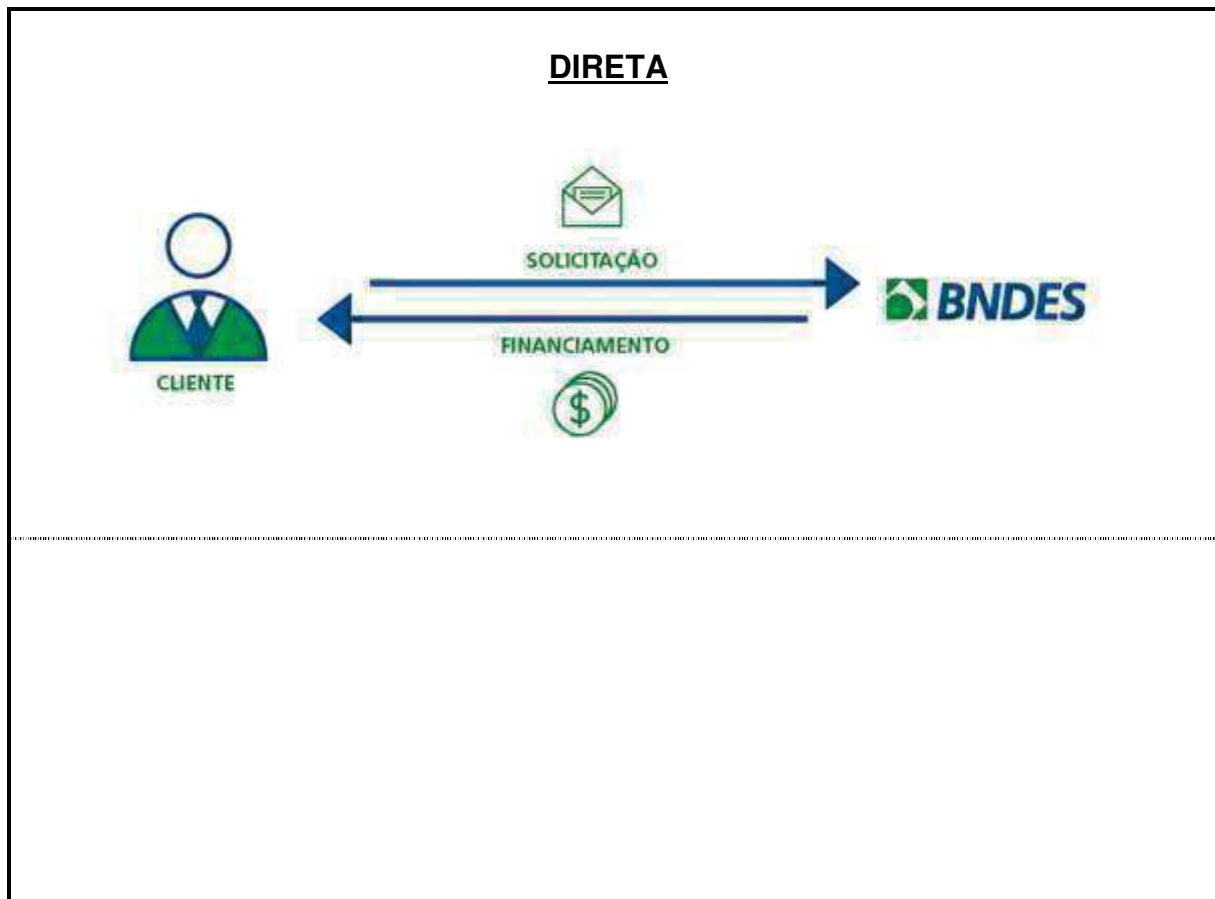 DIRETA
SOLICITAÇÃO
BNDES
FINANCIAMENTO
CLIENTE
$